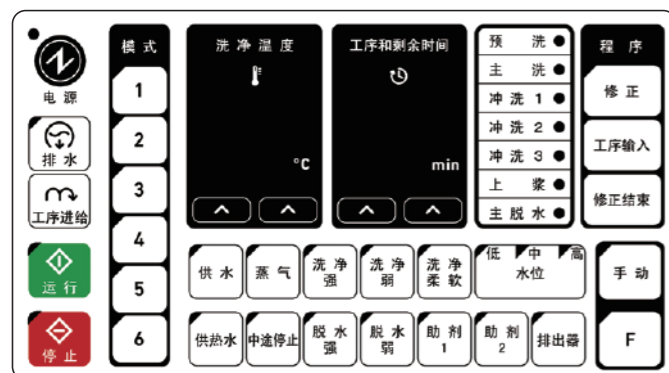 电源
排水
工序进给
运行
停止
模式
1
2
3
4
5
6
洗净温度
°C
工序和剩余时间
min
预洗
主洗
冲洗1
冲洗2
冲洗3
上浆
主脱水
程序
修正
工序输入
修正结束
供水
蒸气
洗净
强
洗净
弱
洗净
柔软
低 中 高
水位
手动
供热水
中途停止
脱水
强
脱水
弱
助剂
1
助剂
2
排出器
F